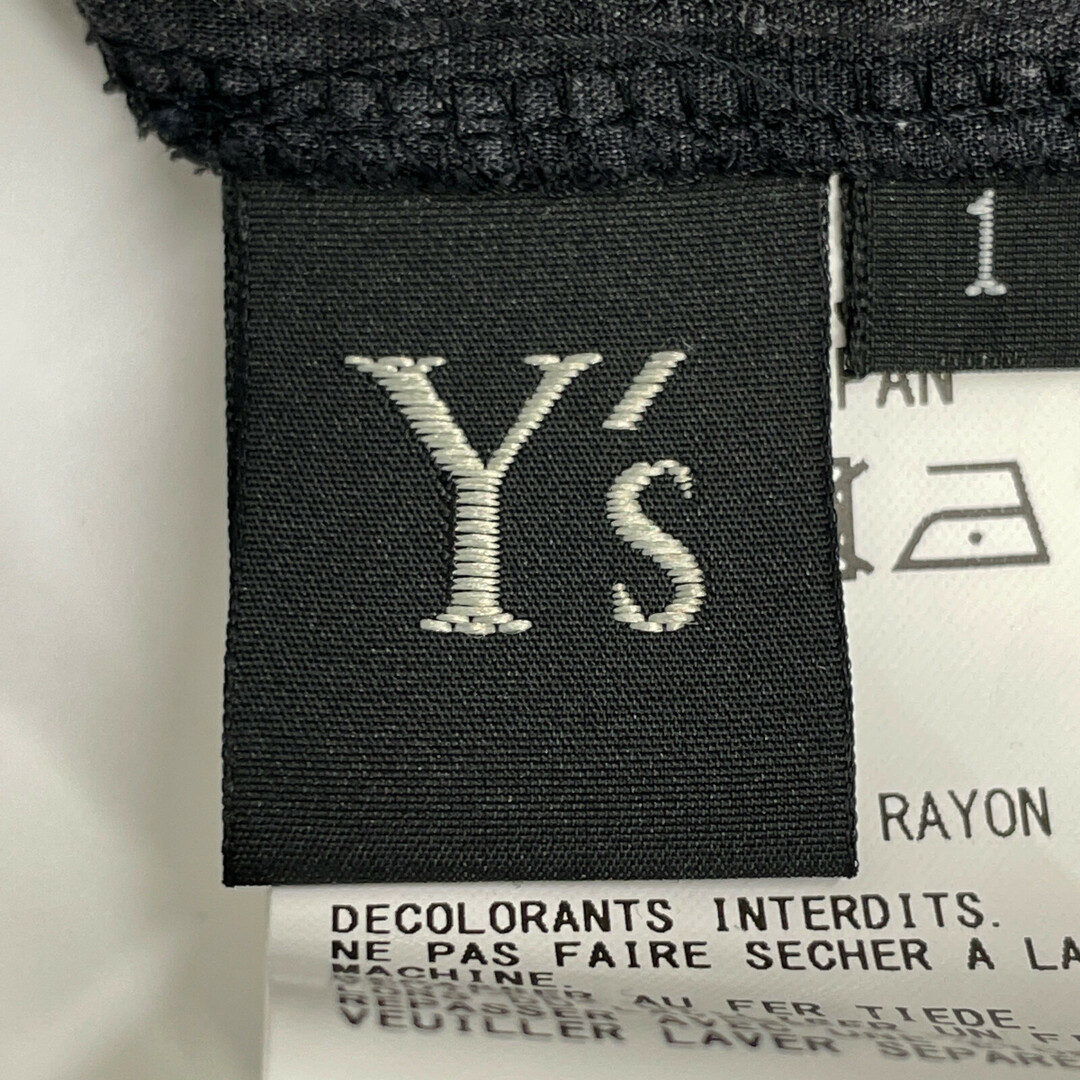 Y's
1
PAN
RAYON
DECOLORANTS INTERDITS.
NE PAS FAIRE SECHER A LA
MACHINE.
REPASSER AU FER TIEDE.
VEUILLER LAVER SEPARE